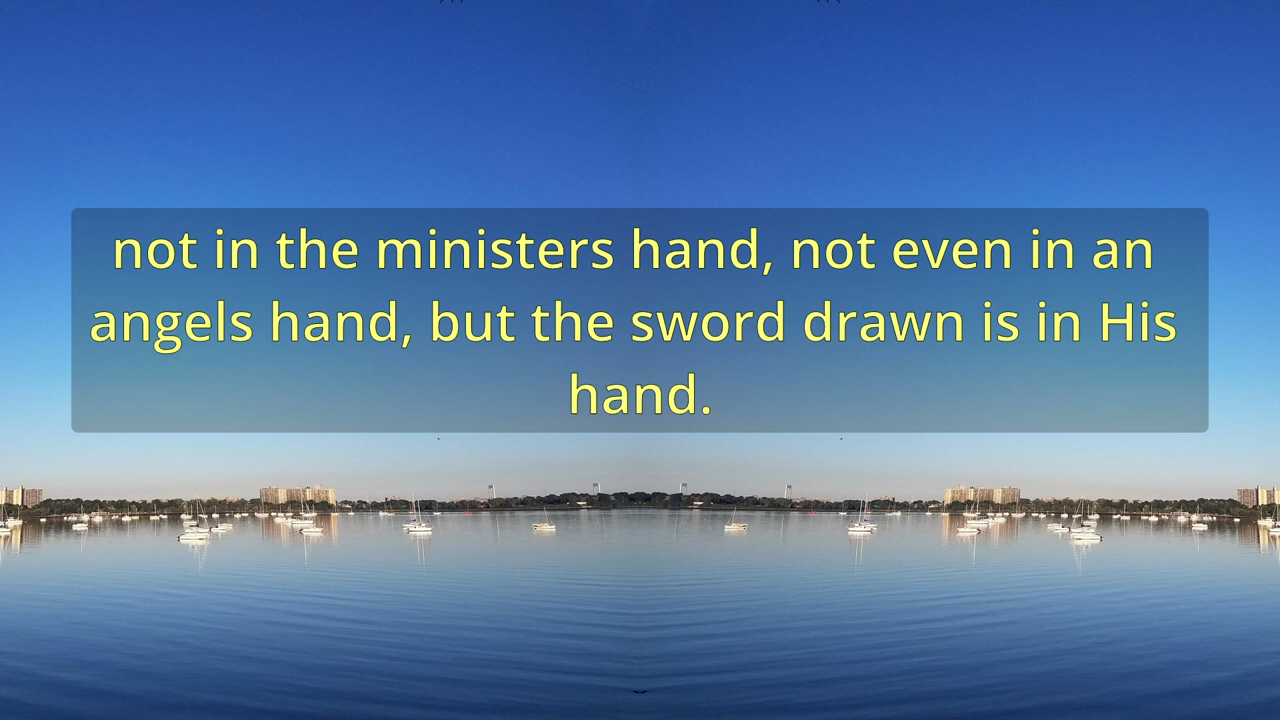 not in the ministers hand, not even in an
angels hand, but the sword drawn is in His
hand.